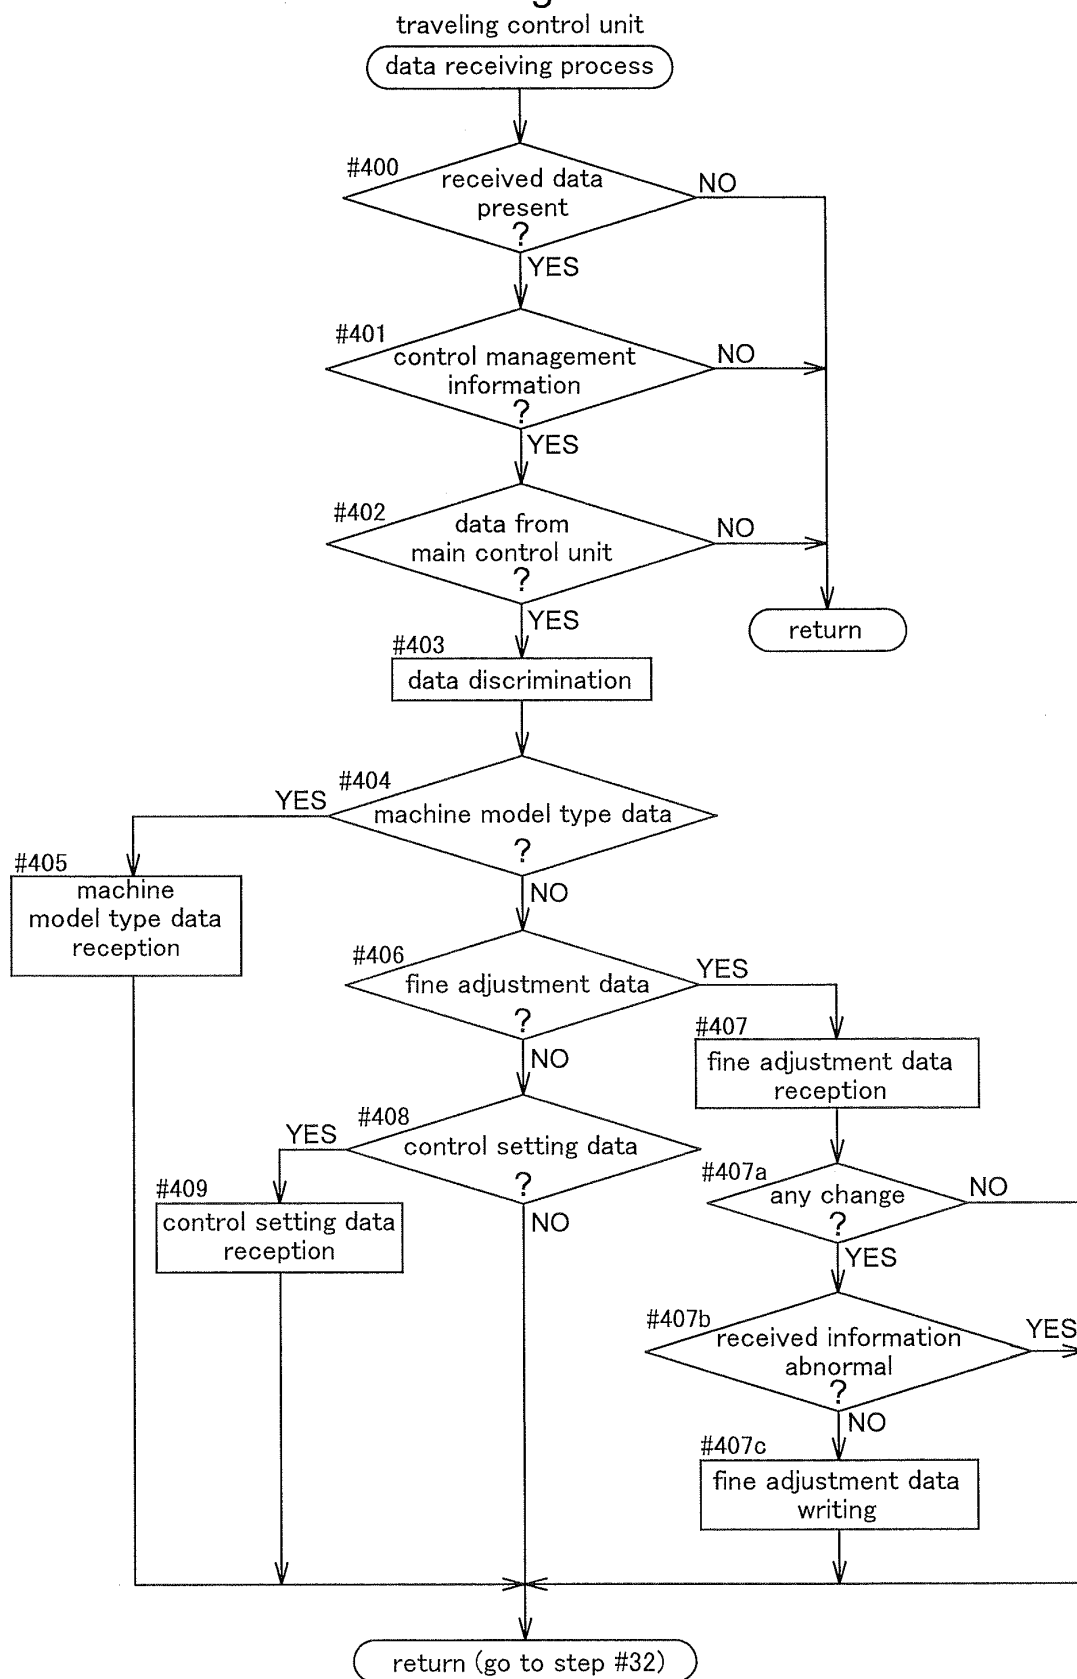 g
traveling control unit
data receiving process
#400
received data
present
?
NO
YES
#401
control management
information
?
NO
YES
#402
data from
main control unit
?
NO
YES
return
#403
data discrimination
#404
YES
machine model type data
?
NO
#405
machine
model type data
reception
#406
fine adjustment data
?
YES
NO
#407
fine adjustment data
reception
#408
YES
control setting data
?
NO
#409
control setting data
reception
#407a
any change
?
NO
YES
#407b
received information
abnormal
?
YES
NO
#407c
fine adjustment data
writing
return (go to step #32)